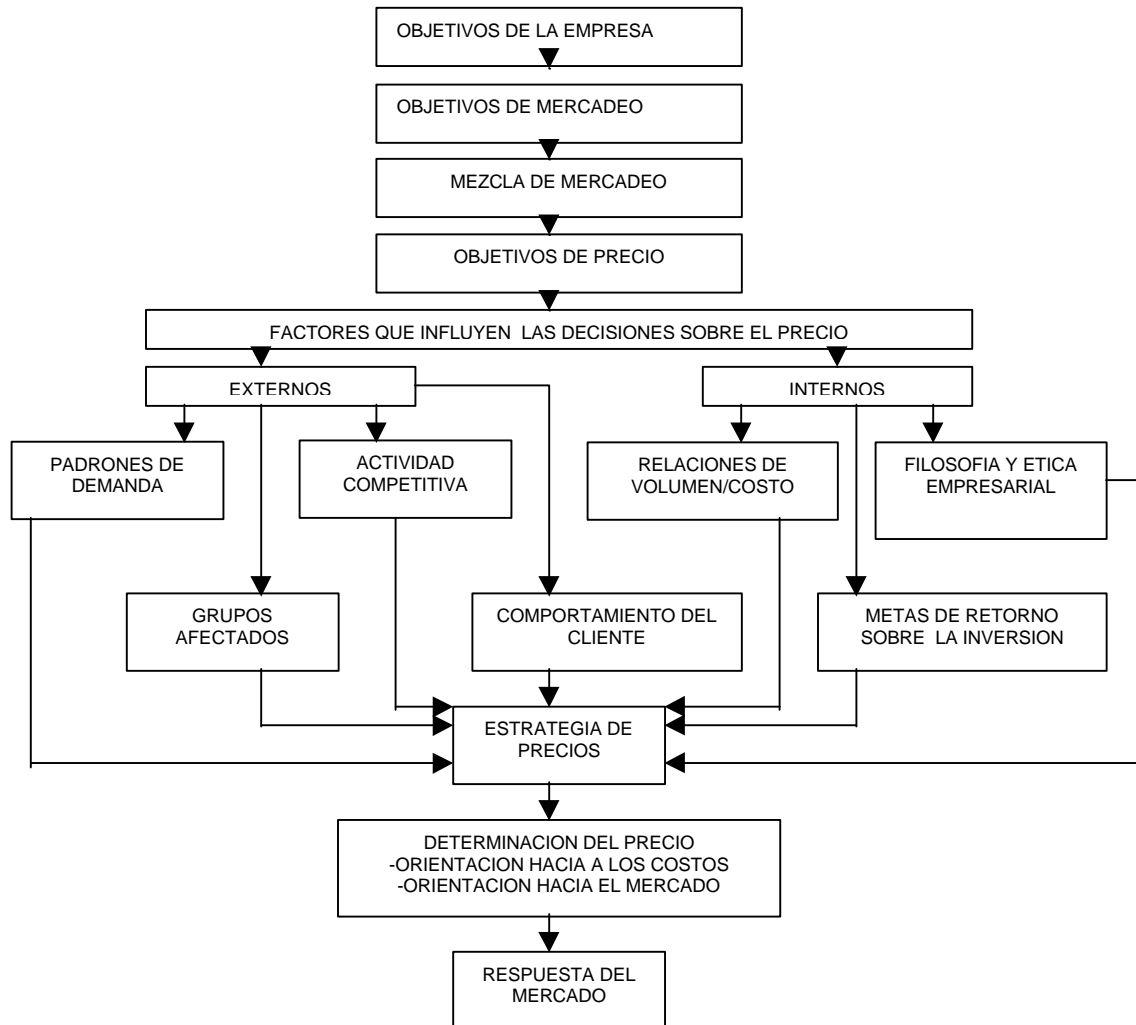 OBJETIVOS DE LA EMPRESA
OBJETIVOS DE MERCADEO
MEZCLA DE MERCADEO
OBJETIVOS DE PRECIO
FACTORES QUE INFLUYEN LAS DECISIONES SOBRE EL PRECIO
EXTERNOS
INTERNOS
PADRONES DE
DEMANDA
ACTIVIDAD
COMPETITIVA
RELACIONES DE
VOLUMEN/COSTO
FILOSOFIA Y ETICA
EMPRESARIAL
GRUPOS
AFECTADOS
COMPORTAMIENTO DEL
CLIENTE
METAS DE RETORNO
SOBRE LA INVERSION
ESTRATEGIA DE
PRECIOS
DETERMINACION DEL PRECIO
-ORIENTACION HACIA A LOS COSTOS
-ORIENTACION HACIA EL MERCADO
RESPUESTA DEL
MERCADO